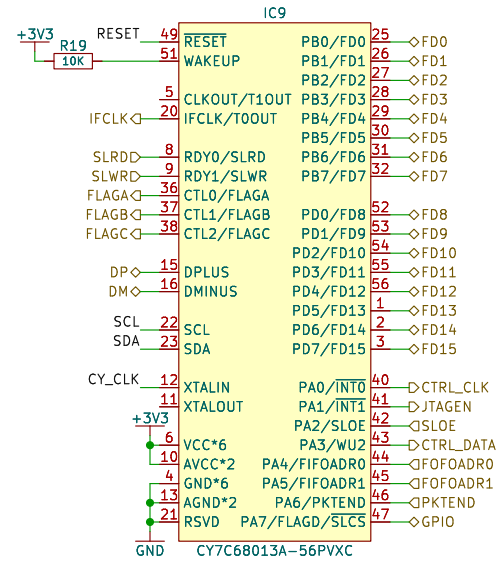 IC9
+3V3
R19
10K
RESET 49 RESET PB0/FD0 25 FD0
51 WAKEUP PB1/FD1 26 FD1
PB2/FD2 27 FD2
5 CLKOUT/T1OUT PB3/FD3 28 FD3
IFCLK 20 IFCLK/T0OUT PB4/FD4 29 FD4
PB5/FD5 30 FD5
SLRD 8 RDY0/SLRD PB6/FD6 31 FD6
SLWR 9 RDY1/SLWR PB7/FD7 32 FD7
FLAGA 36 CTL0/FLAGA
FLAGB 37 CTL1/FLAGB PD0/FD8 52 FD8
FLAGC 38 CTL2/FLAGC PD1/FD9 53 FD9
PD2/FD10 54 FD10
DP 15 DPLUS PD3/FD11 55 FD11
DM 16 DMINUS PD4/FD12 56 FD12
PD5/FD13 1 FD13
SCL 22 SCL PD6/FD14 2 FD14
SDA 23 SDA PD7/FD15 3 FD15
CY_CLK 12 XTALIN PA0/INT0 40 CTRL_CLK
11 XTALOUT PA1/INT1 41 JTAGEN
+3V3 PA2/SLOE 42 SLOE
6 VCC*6 PA3/WU2 43 CTRL_DATA
10 AVCC*2 PA4/FIFOADR0 44 FOFOADR0
4 GND*6 PA5/FIFOADR1 45 FOFOADR1
13 AGND*2 PA6/PKTEND 46 PKTEND
21 RSVD PA7/FLAGD/SLCS 47 GPIO
GND
CY7C68013A-56PVXC